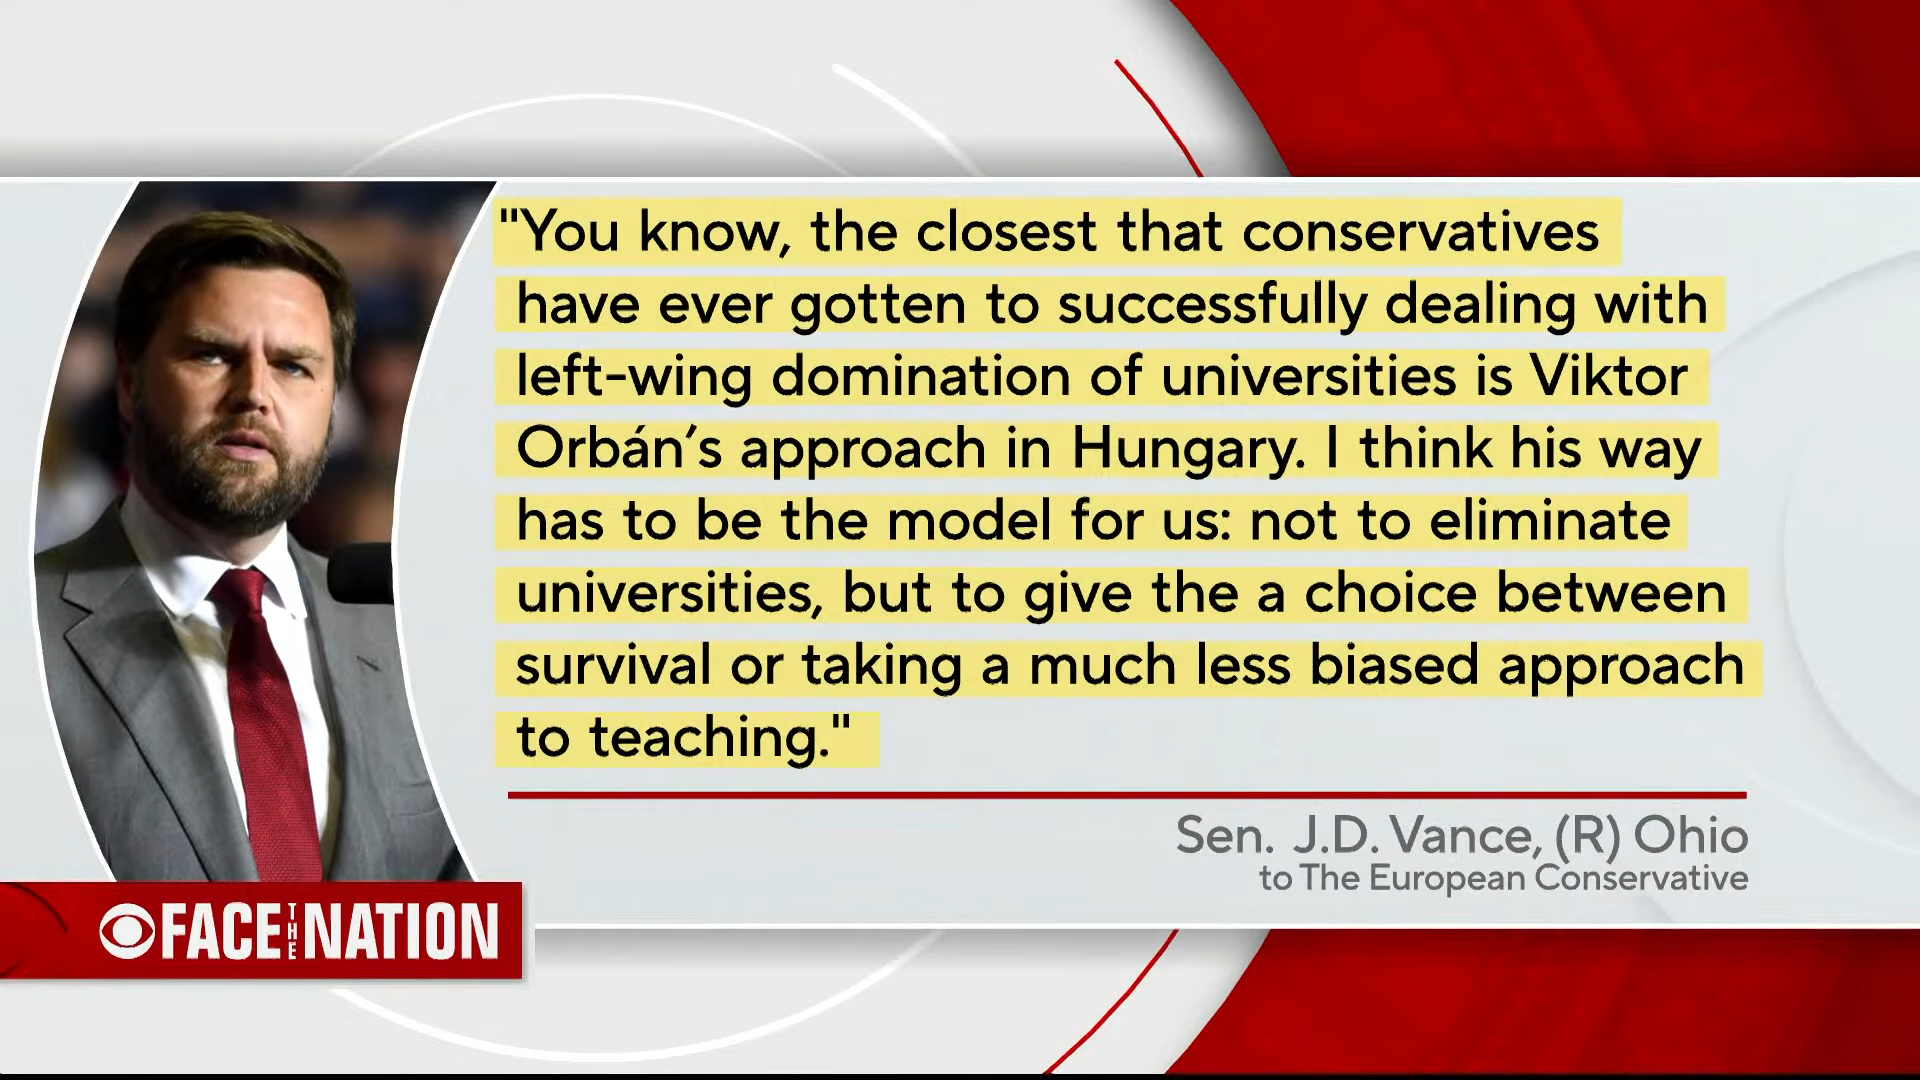 "You know, the closest that conservatives
have ever gotten to successfully dealing with
left-wing domination of universities is Viktor
Orbán’s approach in Hungary. I think his way
has to be the model for us: not to eliminate
universities, but to give the a choice between
survival or taking a much less biased approach
to teaching."
Sen. J.D. Vance, (R) Ohio
to The European Conservative
FACE THE NATION